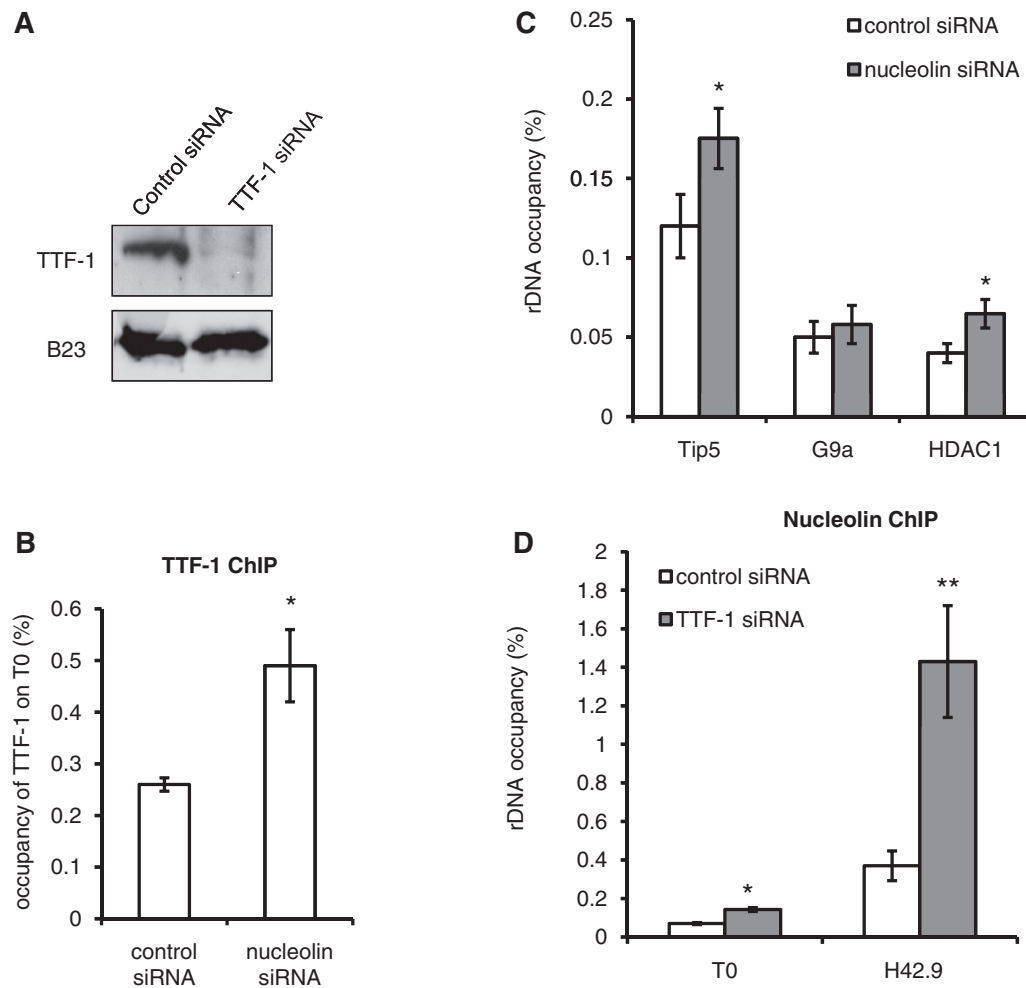 A
Control siRNA
TTF-1 siRNA
TTF-1
B23
B
TTF-1 ChIP
occupancy of TTF-1 on T0 (%)
0.6
0.5
0.4
0.3
0.2
0.1
0
*
control
siRNA
nucleolin
siRNA
C
control siRNA
nucleolin siRNA
rDNA occupancy (%)
0.25
0.2
0.15
0.1
0.05
0
*
*
Tip5
G9a
HDAC1
D
Nucleolin ChIP
control siRNA
TTF-1 siRNA
rDNA occupancy (%)
2
1.8
1.6
1.4
1.2
1
0.8
0.6
0.4
0.2
0
*
**
T0
H42.9